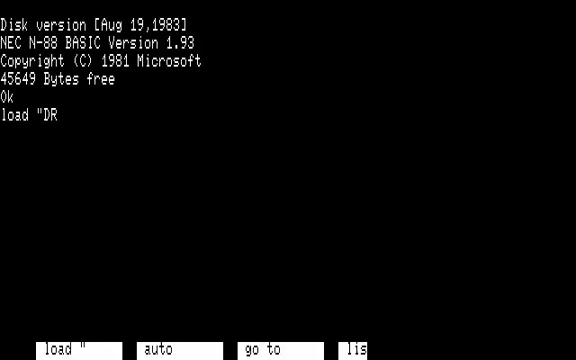 Disk version [Aug 19,1983]
NEC N-88 BASIC Version 1.93
Copyright (C) 1981 Microsoft
45649 Bytes free
Ok
load "DR
load " auto go to lis